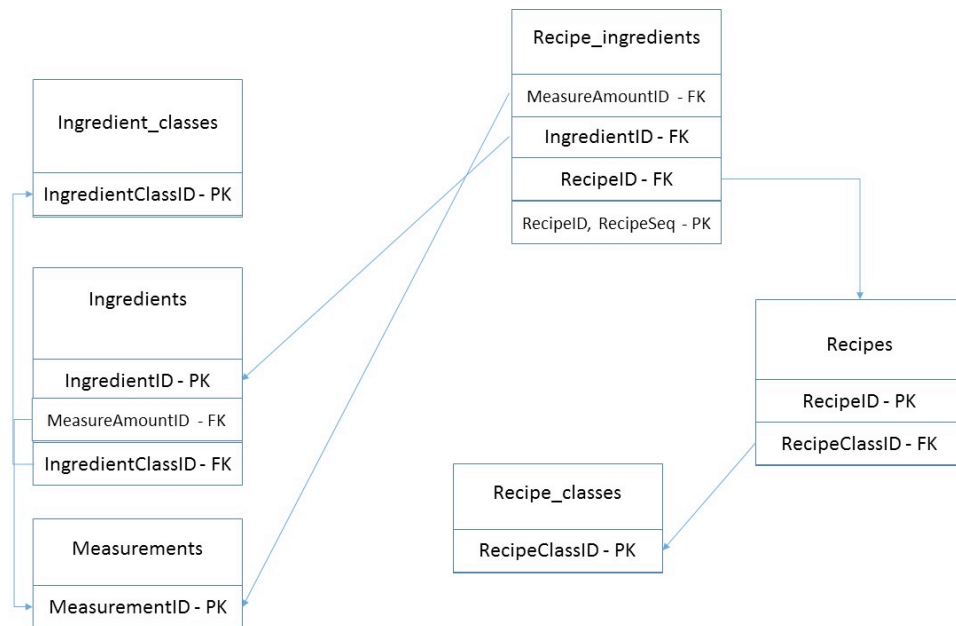 Recipe_ingredients
MeasureAmountID - FK
IngredientID - FK
RecipeID - FK
RecipeID, RecipeSeq - PK
Ingredient_classes
IngredientClassID - PK
Ingredients
IngredientID - PK
MeasureAmountID - FK
IngredientClassID - FK
Measurements
MeasurementID - PK
Recipes
RecipeID - PK
RecipeClassID - FK
Recipe_classes
RecipeClassID - PK